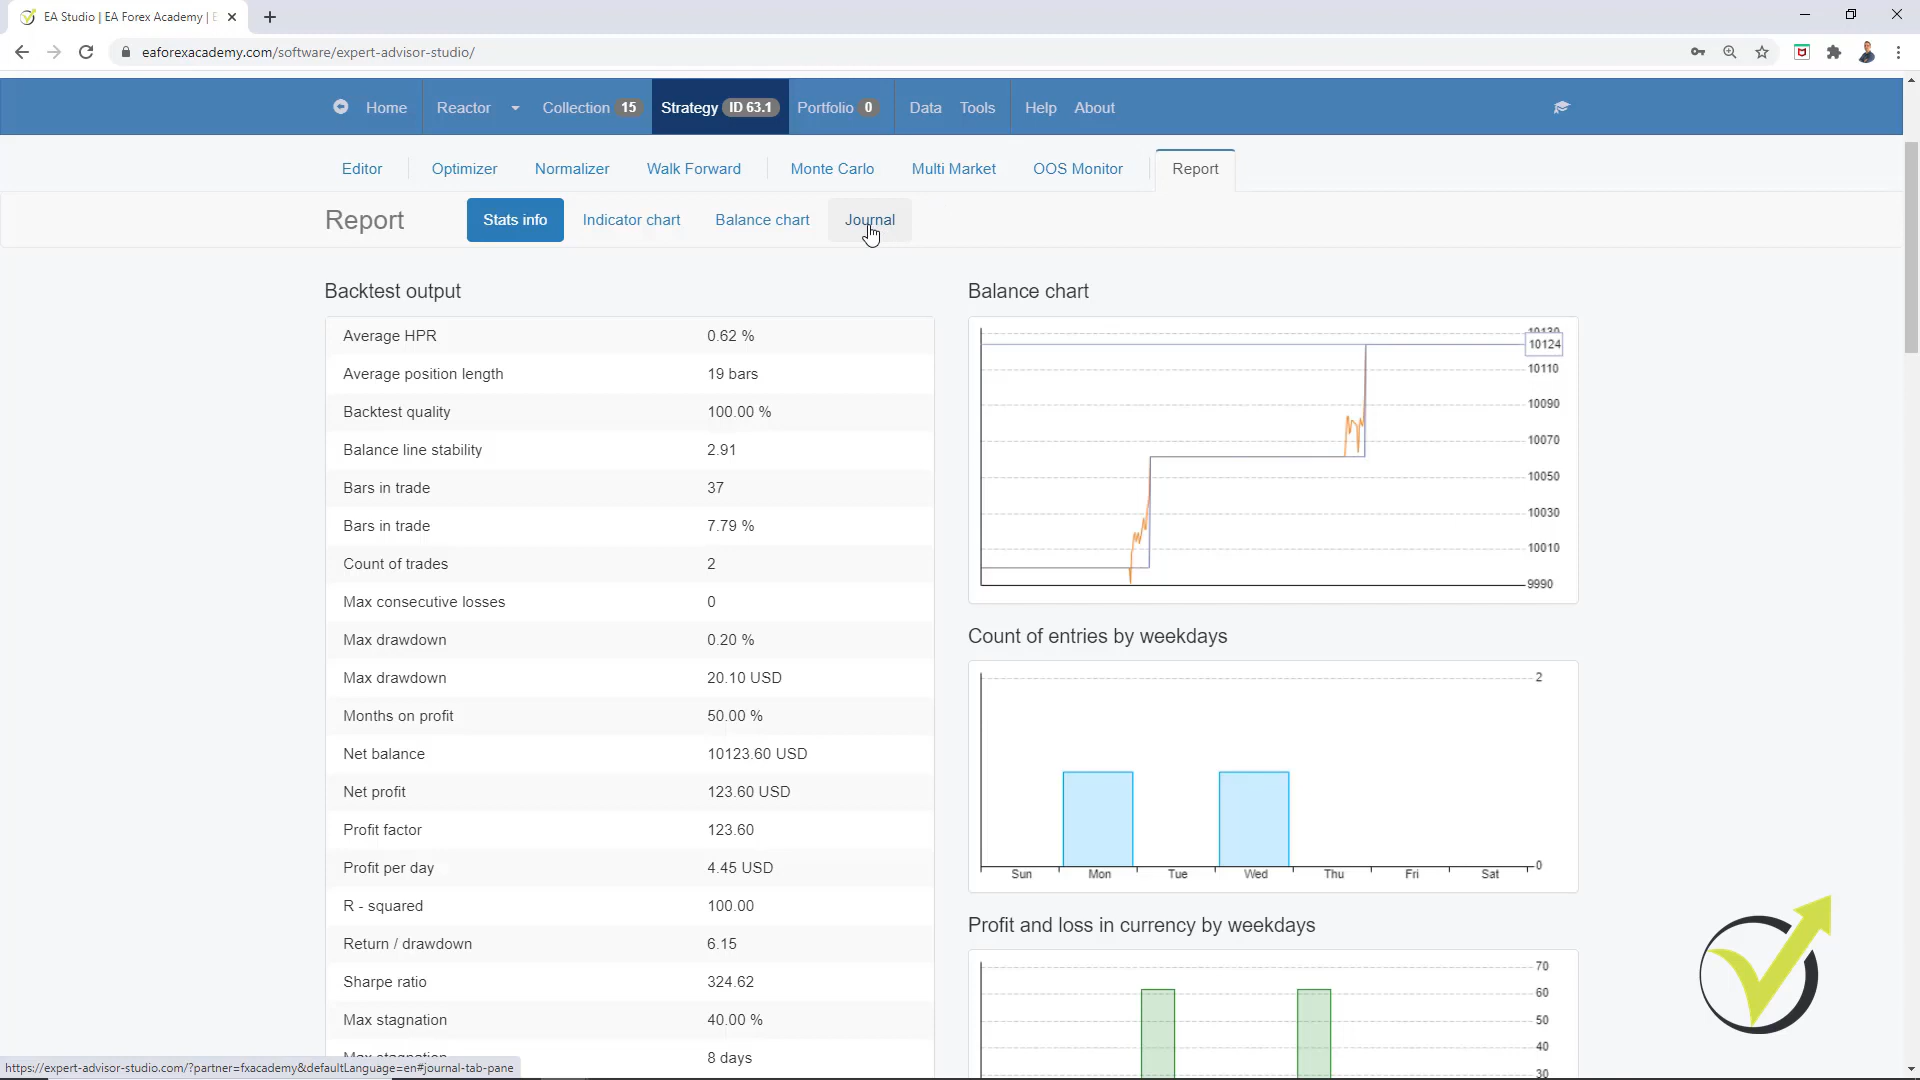 EA Studio | EA Forex Academy | E
eaforexacademy.com/software/expert-advisor-studio/
Home Reactor Collection 15 Strategy ID 63.1 Portfolio 0 Data Tools Help About
Editor Optimizer Normalizer Walk Forward Monte Carlo Multi Market OOS Monitor Report
Report Stats info Indicator chart Balance chart Journal
Backtest output
Average HPR 0.62 %
Average position length 19 bars
Backtest quality 100.00 %
Balance line stability 2.91
Bars in trade 37
Bars in trade 7.79 %
Count of trades 2
Max consecutive losses 0
Max drawdown 0.20 %
Max drawdown 20.10 USD
Months on profit 50.00 %
Net balance 10123.60 USD
Net profit 123.60 USD
Profit factor 123.60
Profit per day 4.45 USD
R - squared 100.00
Return / drawdown 6.15
Sharpe ratio 324.62
Max stagnation 40.00 %
Max stagnation 8 days
Balance chart
10130
10124
10110
10090
10070
10050
10030
10010
9990
Count of entries by weekdays
2
0
Sun Mon Tue Wed Thu Fri Sat
Profit and loss in currency by weekdays
70
60
50
40
30
https://expert-advisor-studio.com/?partner=fxacademy&defaultLanguage=en#journal-tab-pane